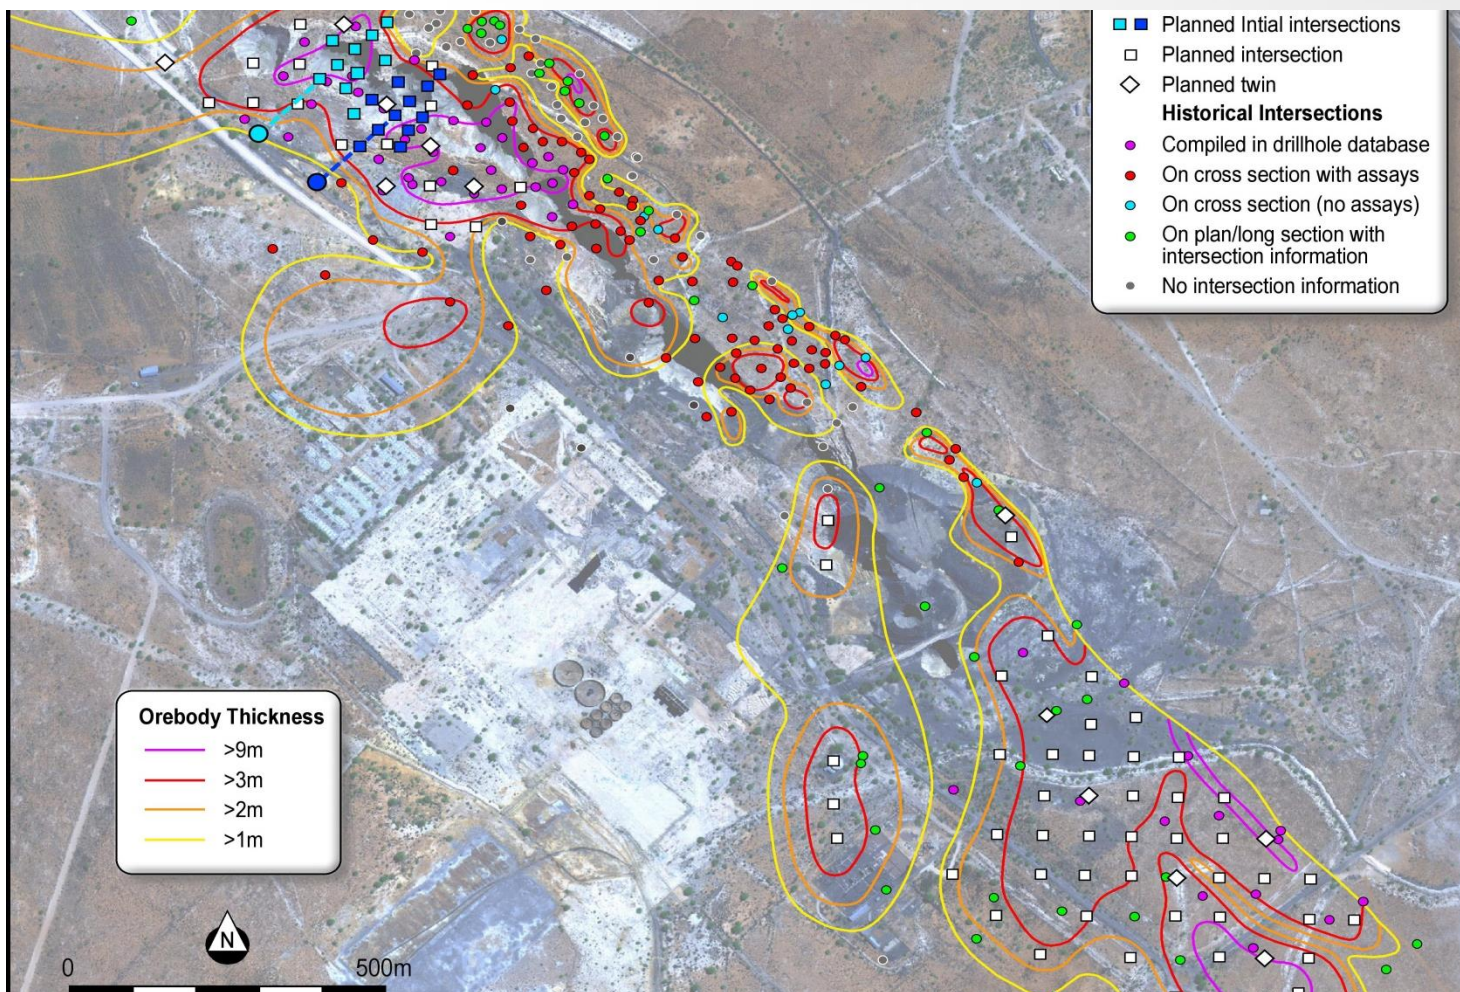 Planned Intial intersections
Planned intersection
Planned twin
Historical Intersections
Compiled in drillhole database
On cross section with assays
On cross section (no assays)
On plan/long section with
intersection information
No intersection information
Orebody Thickness
>9m
>3m
>2m
>1m
N
0 500m